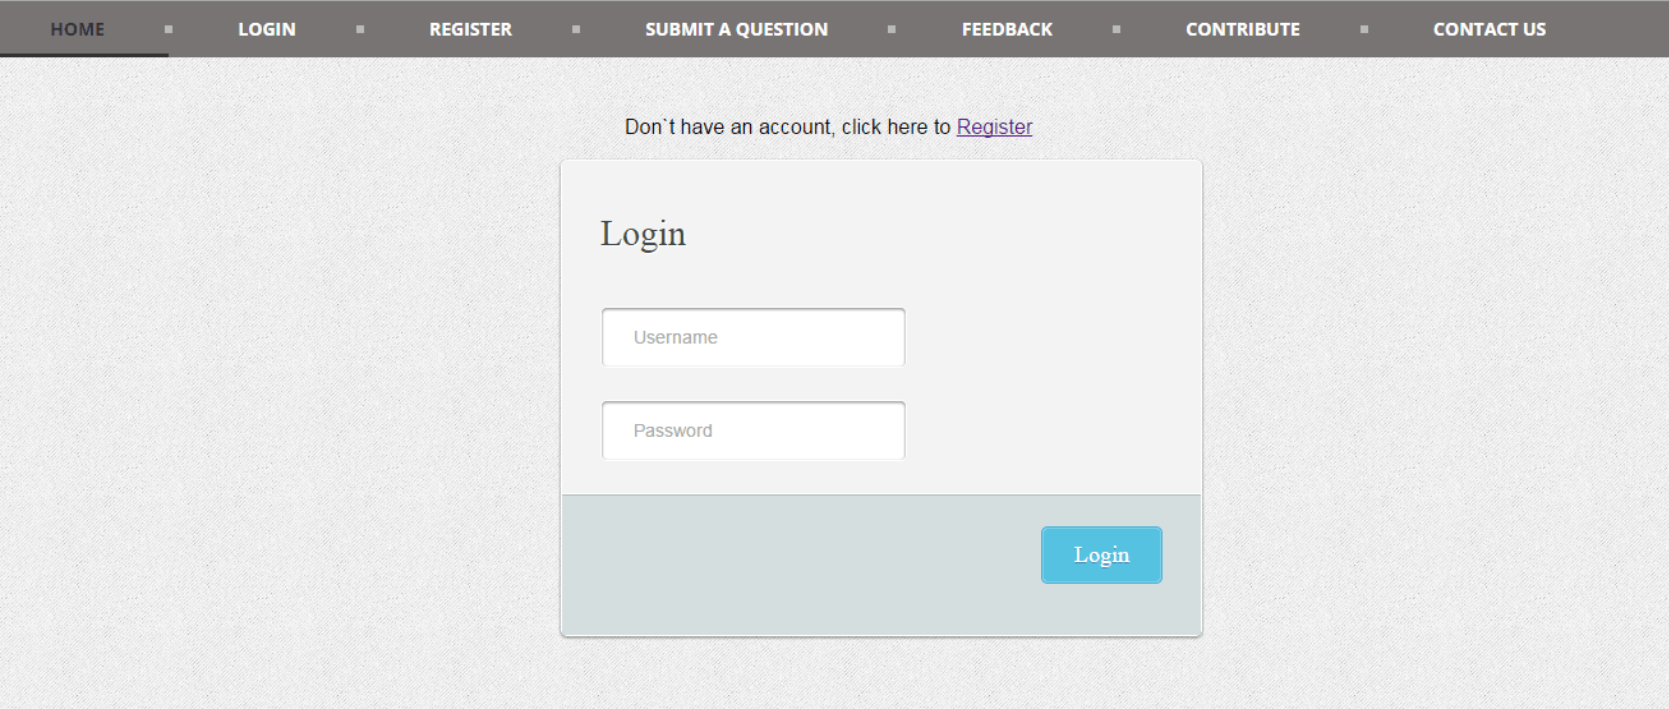 HOME LOGIN REGISTER SUBMIT A QUESTION FEEDBACK CONTRIBUTE CONTACT US
Don`t have an account, click here to Register
Login
Username
Password
Login